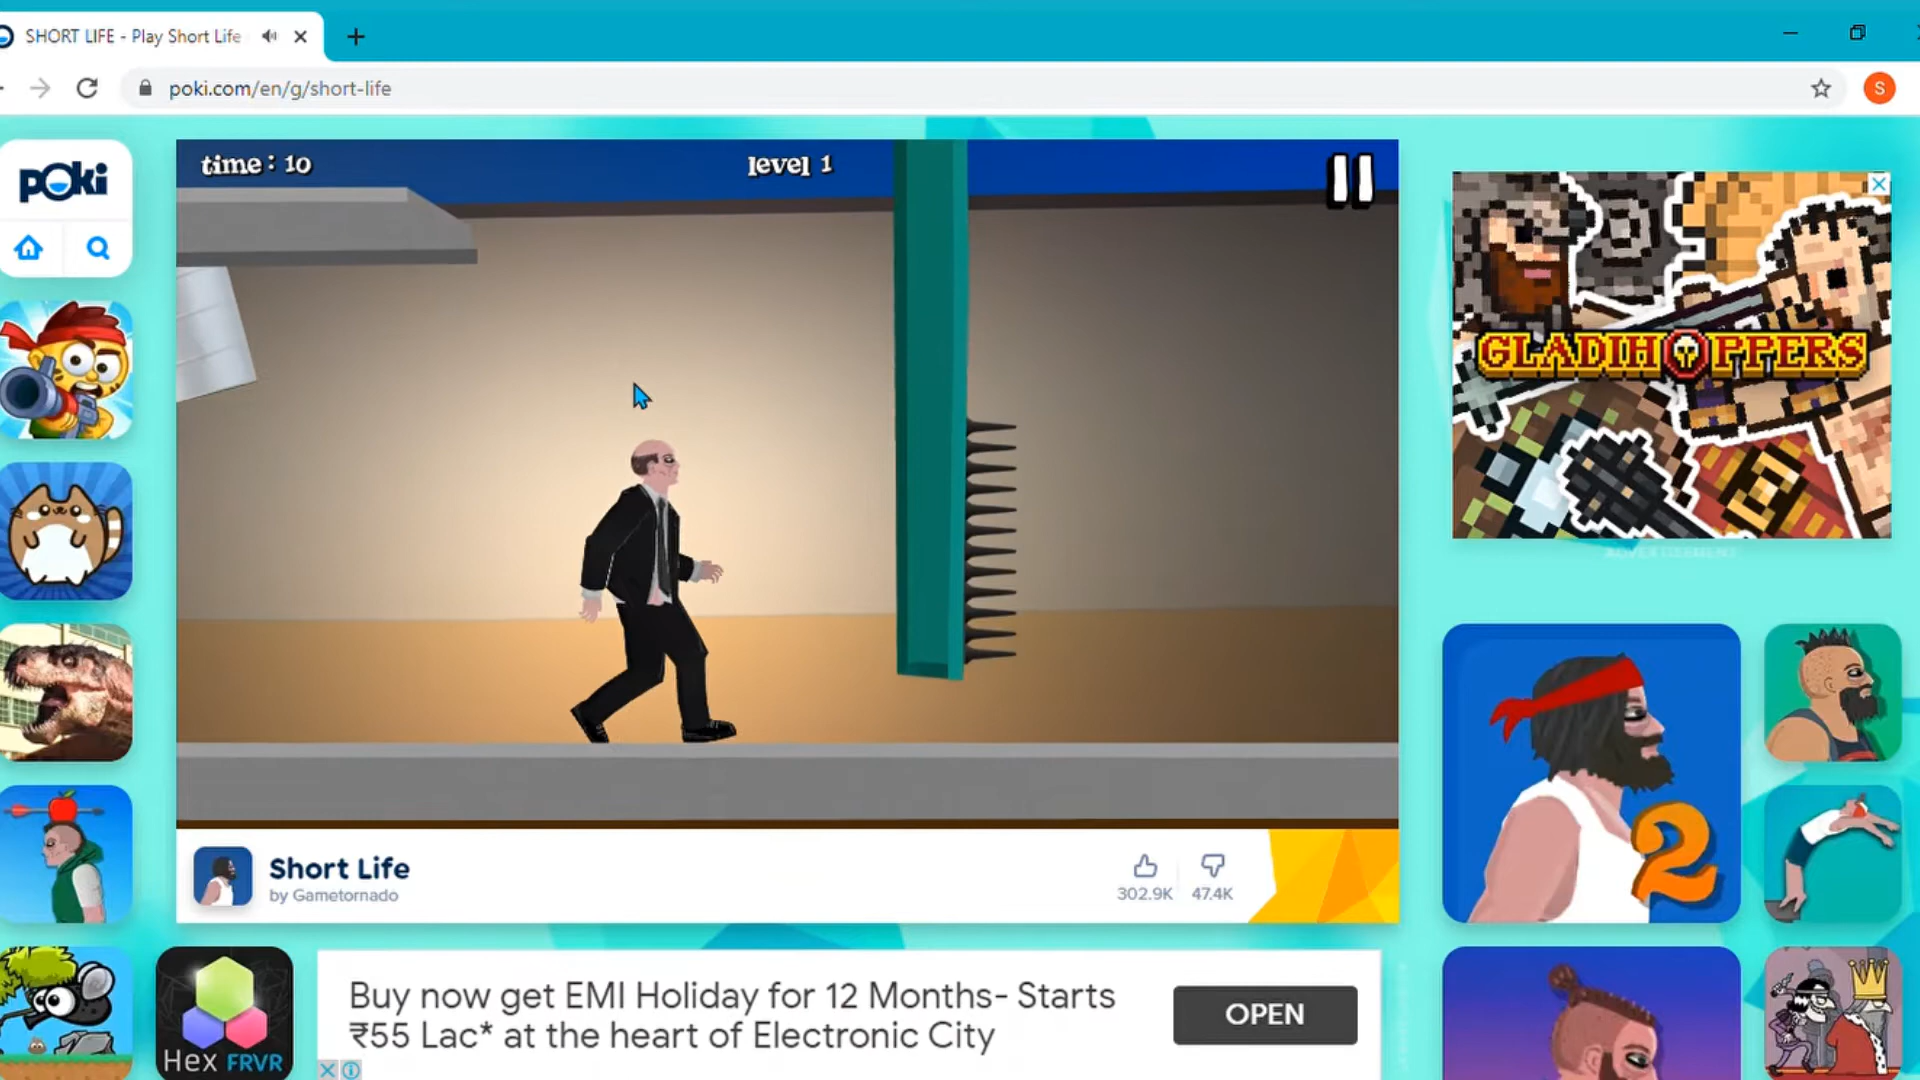 SHORT LIFE - Play Short Life
poki.com/en/g/short-life
S
poki
time : 10
level 1
GLADIHOPPERS
ADVERTISEMENT
2
Short Life
by Gametornado
302.9K
47.4K
Hex FRVR
Buy now get EMI Holiday for 12 Months- Starts
₹55 Lac* at the heart of Electronic City
OPEN